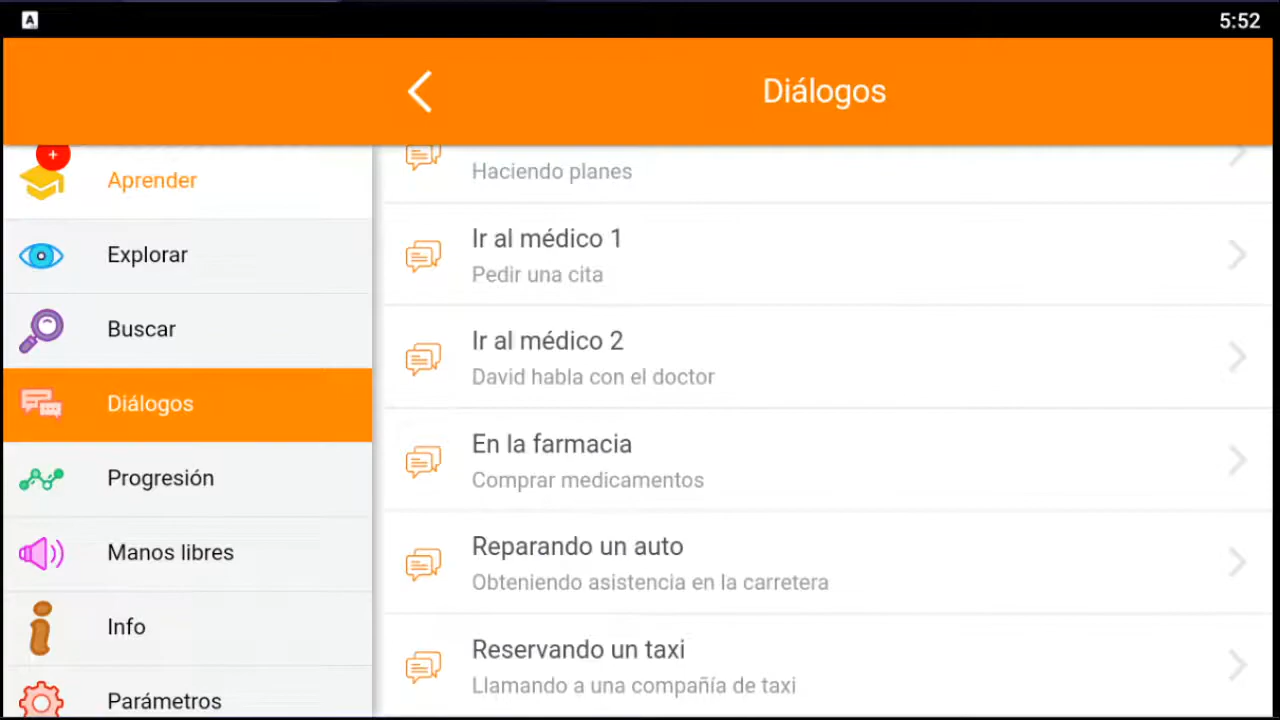 A
5:52
Diálogos
+
Aprender
Explorar
Buscar
Diálogos
Progresión
Manos libres
Info
Parámetros
Haciendo planes
Ir al médico 1
Pedir una cita
Ir al médico 2
David habla con el doctor
En la farmacia
Comprar medicamentos
Reparando un auto
Obteniendo asistencia en la carretera
Reservando un taxi
Llamando a una compañía de taxi